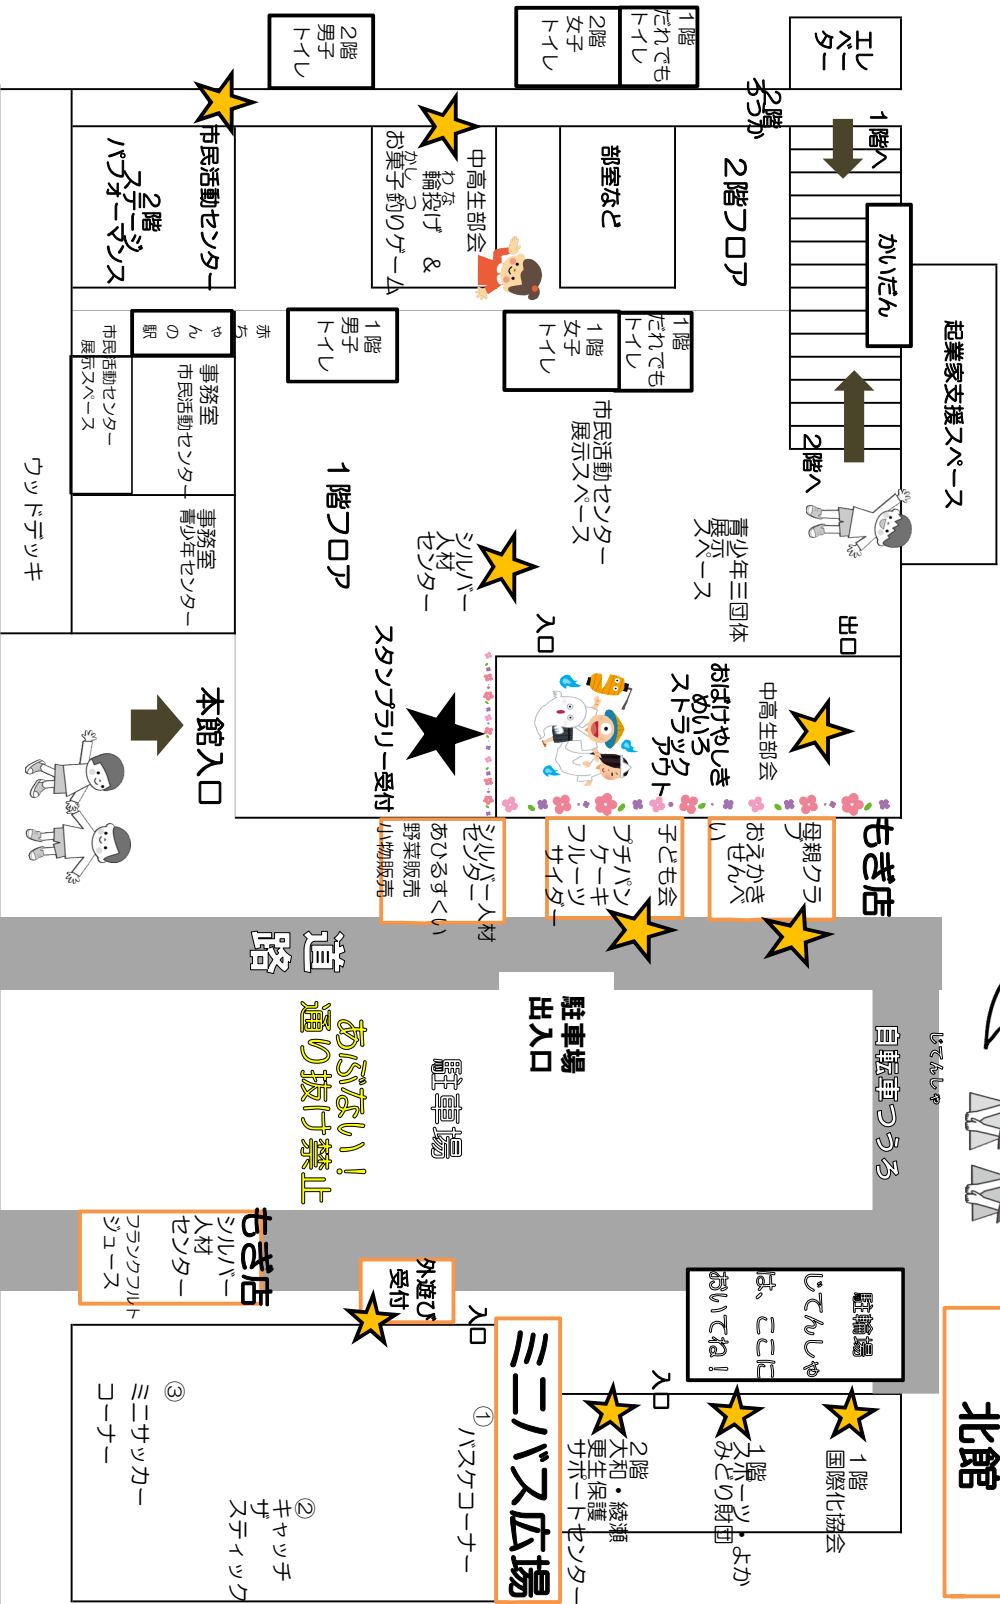 エレ
ベー
ター
1階
だれでも
トイレ
2階
女子
トイレ
2階
男子
トイレ
2階
ろうか
1階へ
かいだん
2階へ
起業家支援スペース
2階フロア
部室など
中高生部会
わな
輪投げ &
かし つ
お菓子釣りゲーム
市民活動センター
2階
ステージ
パフォーマンス
1階
だれでも
トイレ
1階
女子
トイレ
1階
男子
トイレ
赤ちゃんの駅
市民活動センター
展示スペース
事務室
市民活動センター
事務室
青少年センター
ウッドデッキ
1階フロア
市民活動センター
展示スペース
青少年三団体
展示
スペース
シルバー
人材
センター
入口
出口
中高生部会
おばけやしき
めいろ
ストラック
アウト
スタンプラリー受付
本館入口
もぎ店
母親クラ
ブ
おえかき
せんべ
い
子ども会
プチパン
ケーキ
フルーツ
サイダー
シルバー人材
センター
あひるすくい
野菜販売
小物販売
道路
駐車場
出入口
じてんしゃ
自転車つうろ
駐車場
あぶない！
通り抜け禁止
もぎ店
シルバー
人材
センター
フランクフルト
ジュース
外遊び
受付
入口
駐輪場
じてんしゃ
は、ここに
おいてね！
北館
入口
1階
国際化協会
1階
スポーツ・よか
みどり財団
2階
大和・綾瀬
更生保護
サポートセンター
ミニバス広場
①
バスケコーナー
②
キャッチ
ザ
スティック
③
ミニサッカー
コーナー